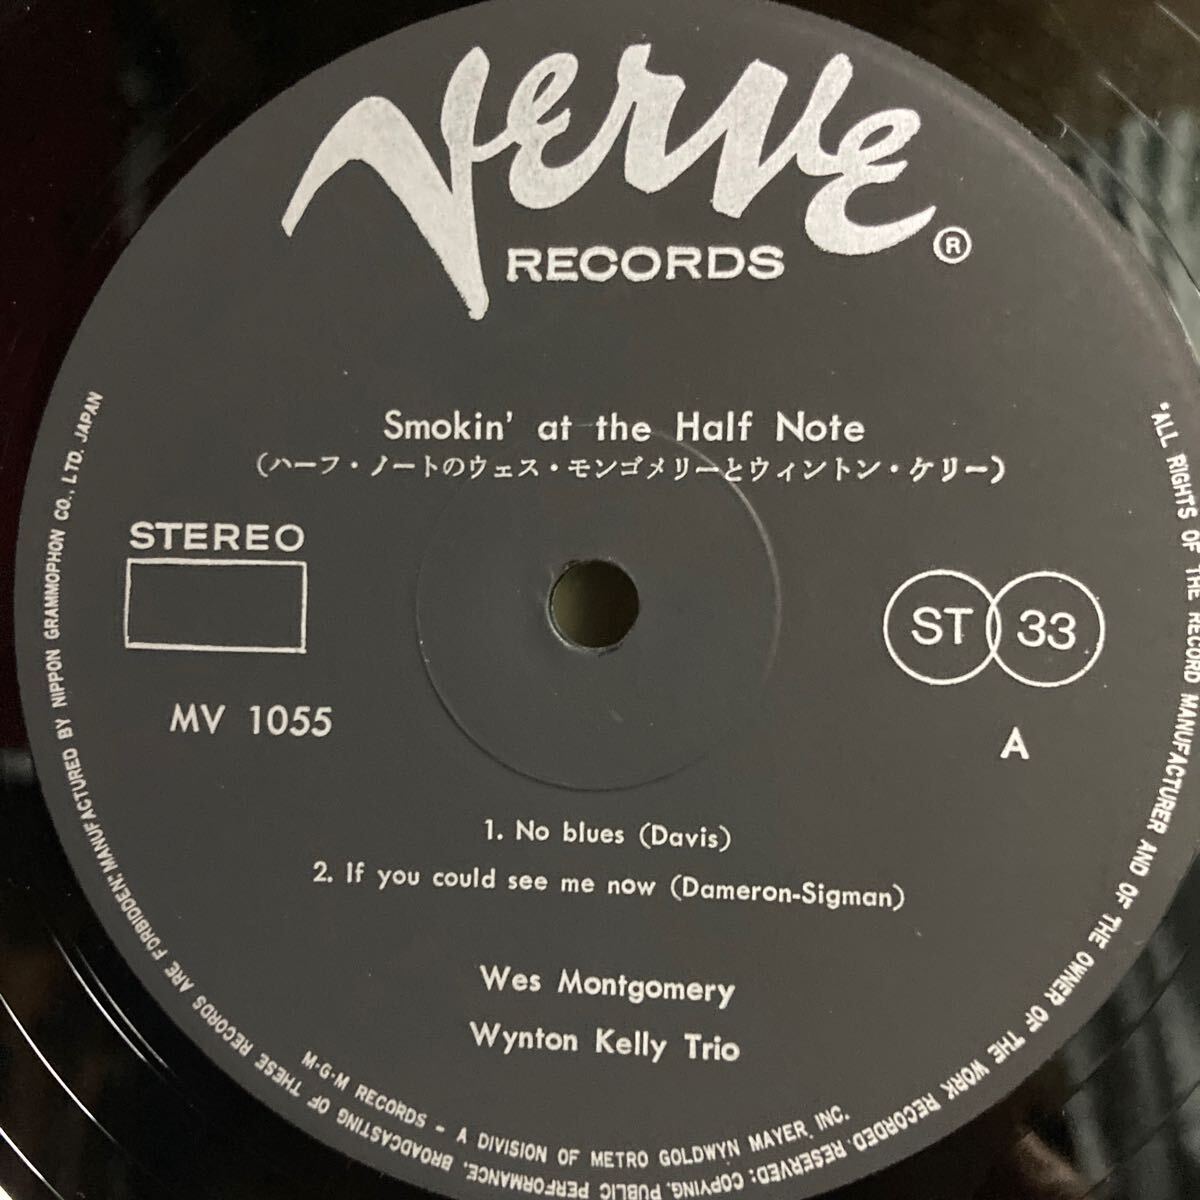 Verve
RECORDS ®
Smokin' at the Half Note
(ハーフ・ノートのウェス・モンゴメリーとウィントン・ケリー)
STEREO
ST 33
MV 1055
A
1. No blues (Davis)
2. If you could see me now (Dameron-Sigman)
Wes Montgomery
Wynton Kelly Trio
M-G-M RECORDS - A DIVISION OF METRO GOLDWYN MAYER, INC.
"ALL RIGHTS OF THE RECORD MANUFACTURER AND OF THE OWNER OF THE WORK RECORDED. RESERVED: COPYING, PUBLIC PERFORMANCE, BROADCASTING OF THESE RECORDS ARE FORBIDDEN: MANUFACTURED BY NIPPON GRAMMOPHON CO., LTD. JAPAN